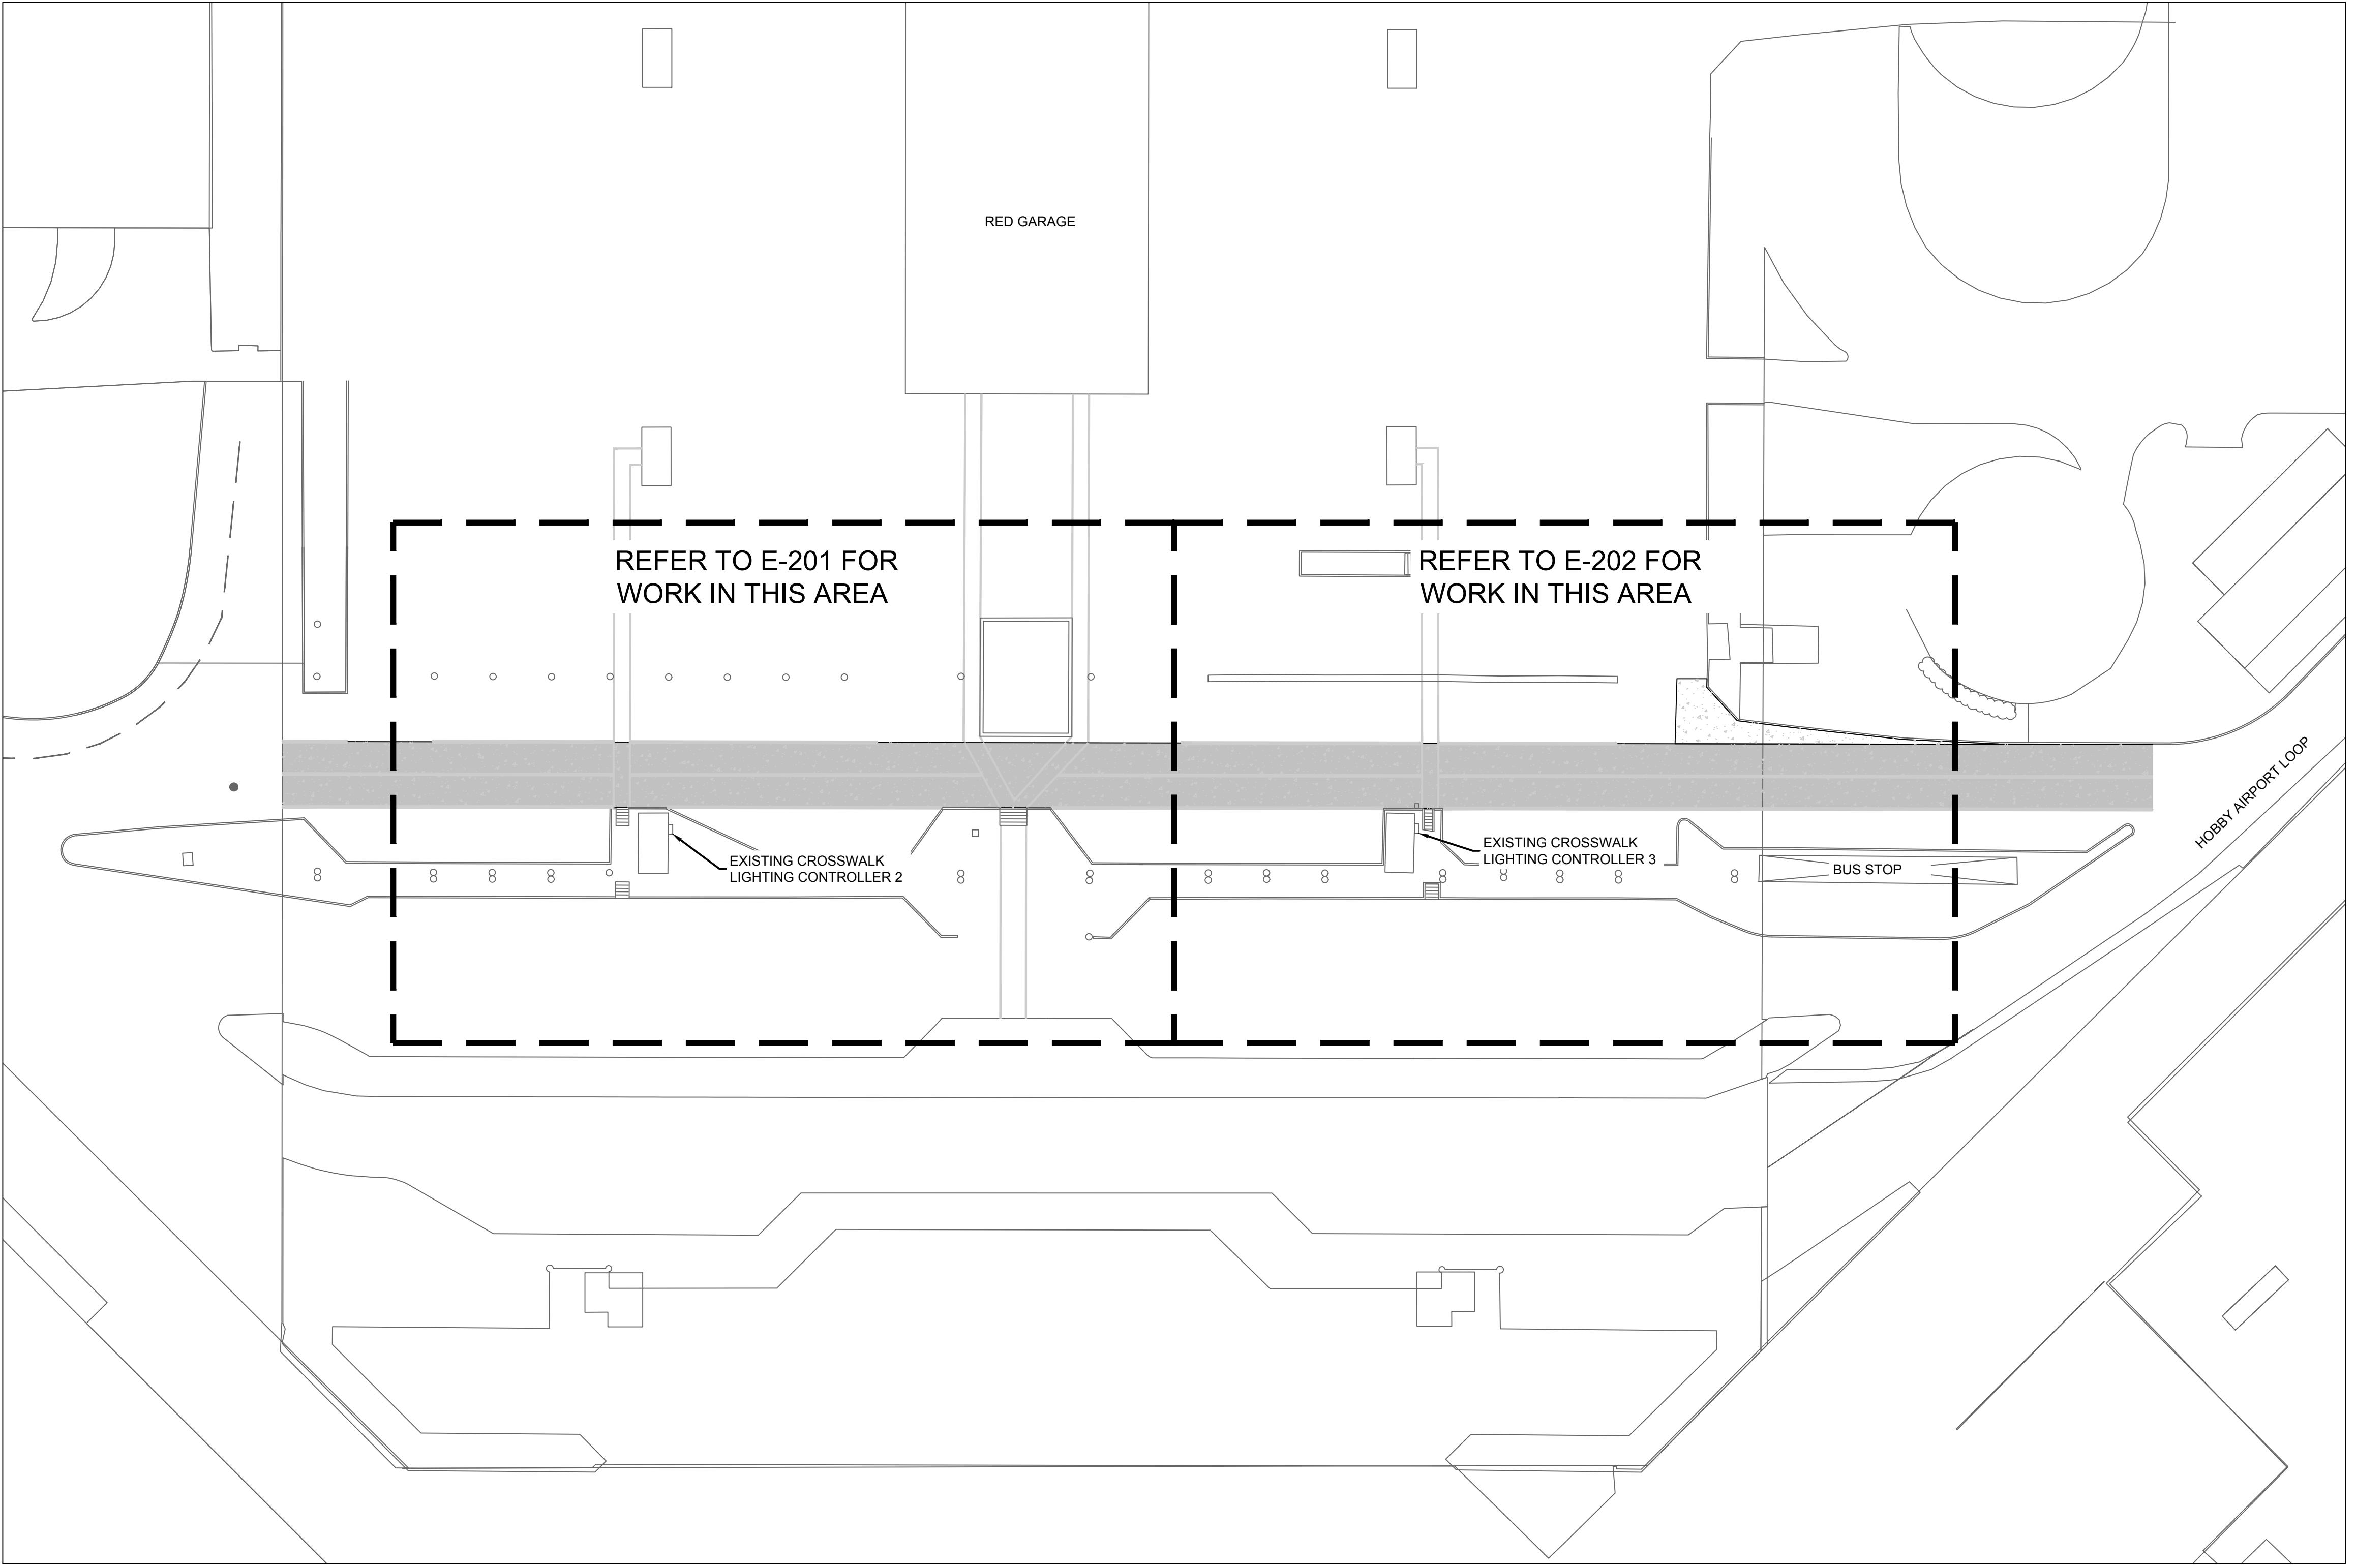 RED GARAGE
REFER TO E-201 FOR
WORK IN THIS AREA
REFER TO E-202 FOR
WORK IN THIS AREA
HOBBY AIRPORT LOOP
EXISTING CROSSWALK
LIGHTING CONTROLLER 2
EXISTING CROSSWALK
LIGHTING CONTROLLER 3
BUS STOP